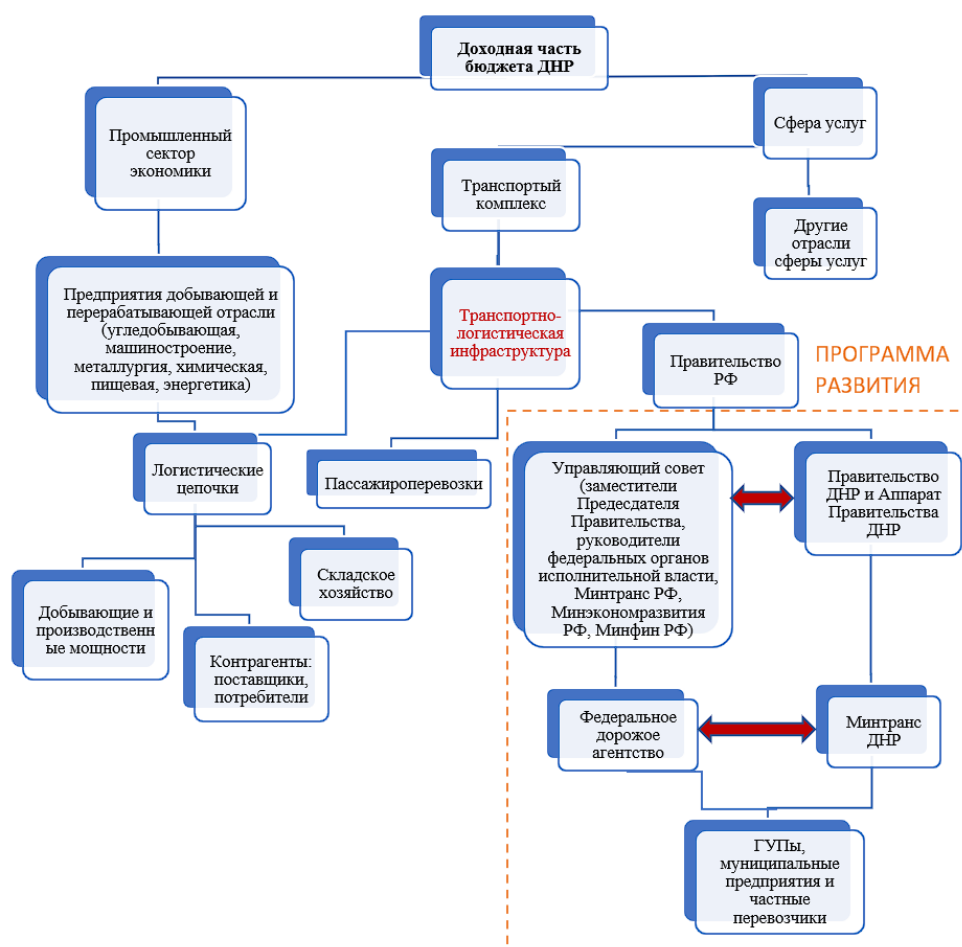 Доходная часть
бюджета ДНР
Промышленный
сектор
экономики
Сфера услуг
Транспортый
комплекс
Другие
отрасли
сферы услуг
Предприятия добывающей и
перерабатывающей отрасли
(угледобывающая,
машиностроение,
металлургия, химическая,
пищевая, энергетика)
Транспортно-
логистическая
инфраструктура
Правительство
РФ
ПРОГРАММА
РАЗВИТИЯ
Логистические
цепочки
Пассажироперевозки
Управляющий совет
(заместители
Предесдателя
Правительства,
руководители
федеральных органов
исполнительной власти,
Минтранс РФ,
Минэкономразвития
РФ, Минфин РФ)
Правительство
ДНР и Аппарат
Правительства
ДНР
Складское
хозяйство
Добывающие и
производственн
ые мощности
Контрагенты:
поставщики,
потребители
Федеральное
дорожое
агентство
Минтранс
ДНР
ГУПы,
муниципальные
предприятия и
частные
перевозчики